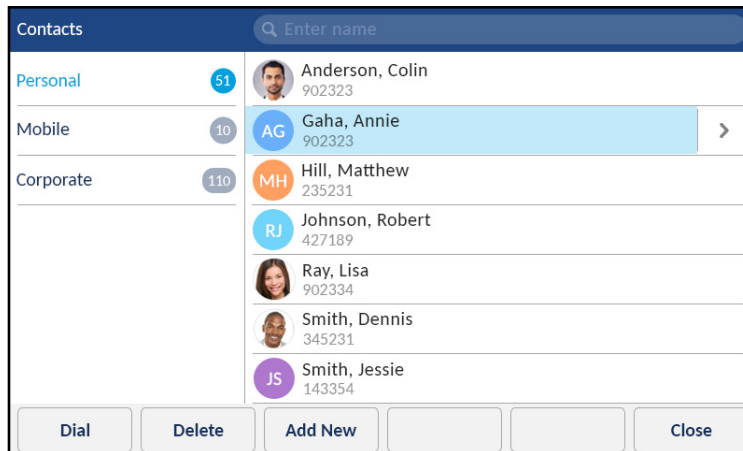 Contacts
Enter name
Personal 51
Mobile 10
Corporate 110
Anderson, Colin
902323
AG
Gaha, Annie
902323
MH
Hill, Matthew
235231
RJ
Johnson, Robert
427189
Ray, Lisa
902334
Smith, Dennis
345231
JS
Smith, Jessie
143354
Dial
Delete
Add New
Close